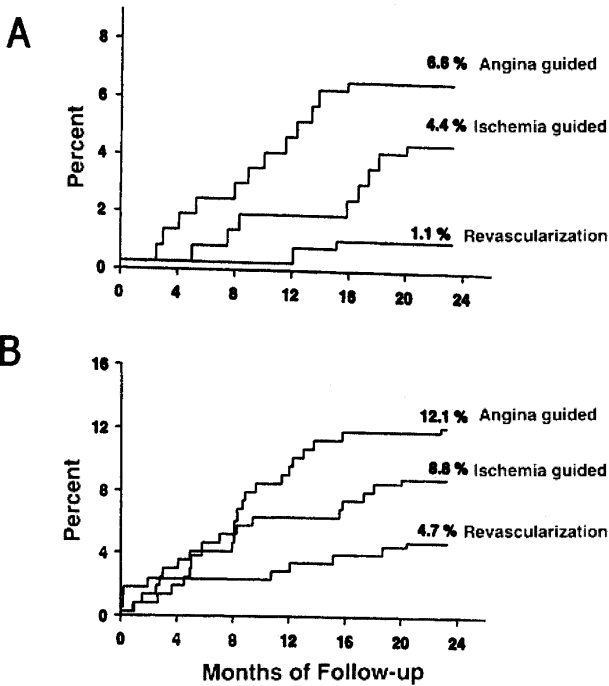 A
8
6.6 % Angina guided
6
4.4 % Ischemia guided
Percent
4
2
1.1 % Revascularization
0
0 4 8 12 16 20 24
B
16
12.1 % Angina guided
12
8.8 % Ischemia guided
Percent
8
4.7 % Revascularization
4
0
0 4 8 12 16 20 24
Months of Follow-up